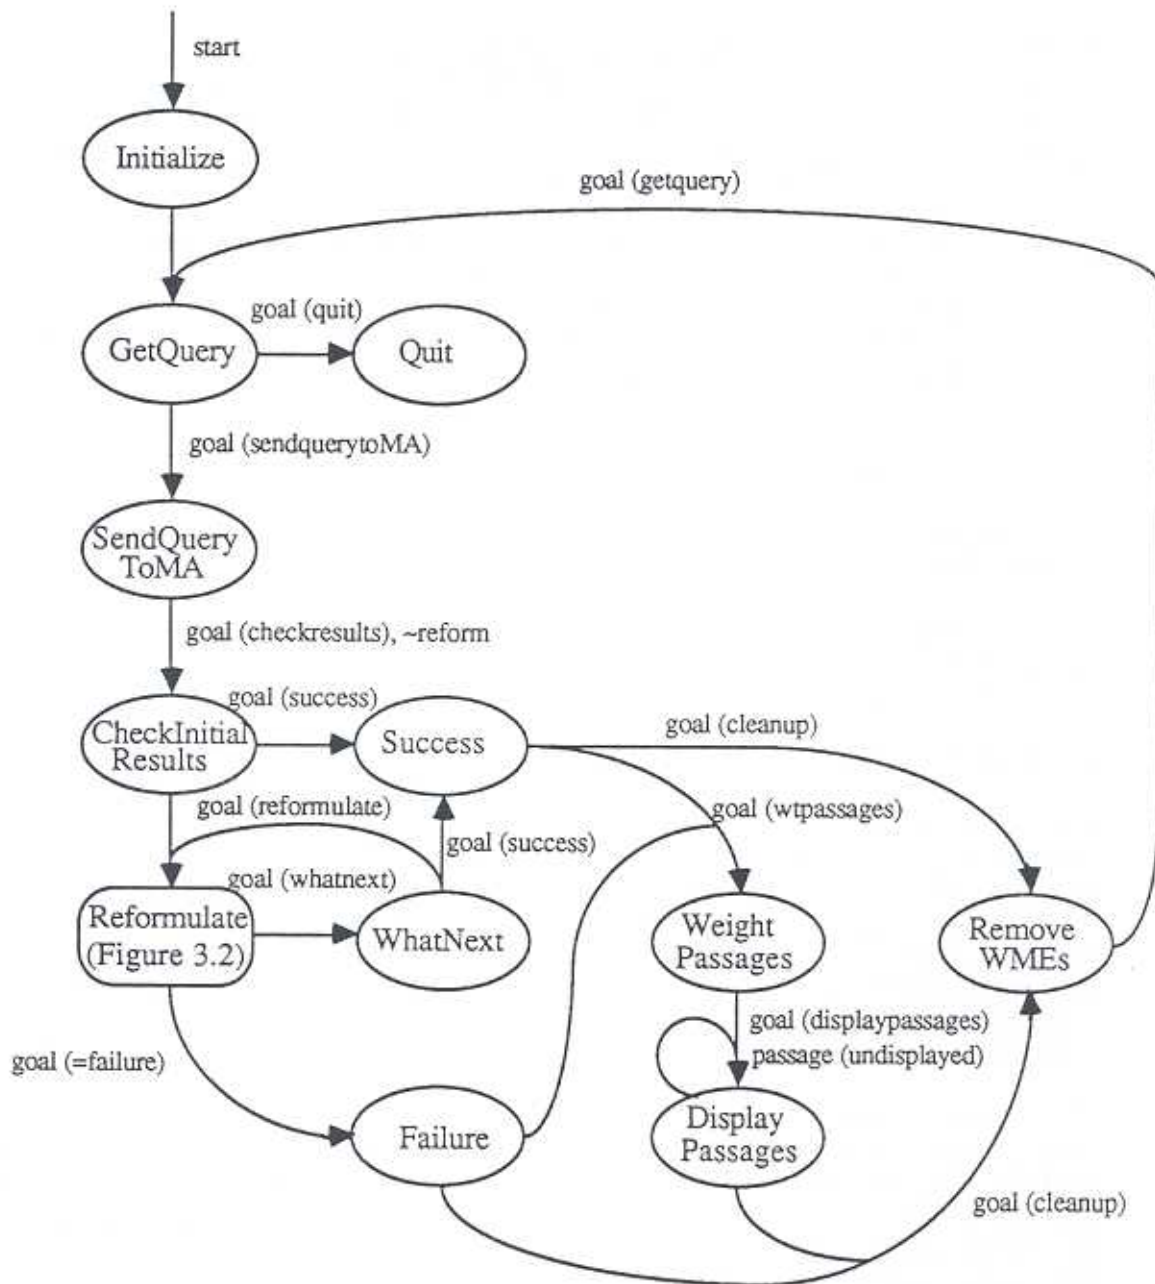 start
Initialize
goal (getquery)
goal (quit)
GetQuery
Quit
goal (sendquerytoMA)
SendQuery
ToMA
goal (checkresults), ~reform
goal (success)
CheckInitial
Results
Success
goal (cleanup)
goal (reformulate)
goal (wtpassages)
goal (success)
goal (whatnext)
Reformulate
(Figure 3.2)
WhatNext
Weight
Passages
Remove
WMEs
goal (displaypassages)
passage (undisplayed)
goal (=failure)
Failure
Display
Passages
goal (cleanup)